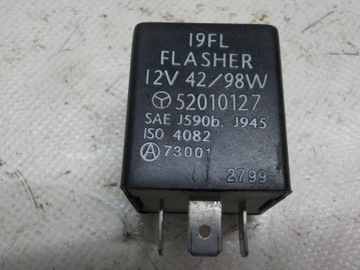 19FL
FLASHER
12V 42/98W
52010127
SAE J590b. J945
ISO 4082
A 73001
2799